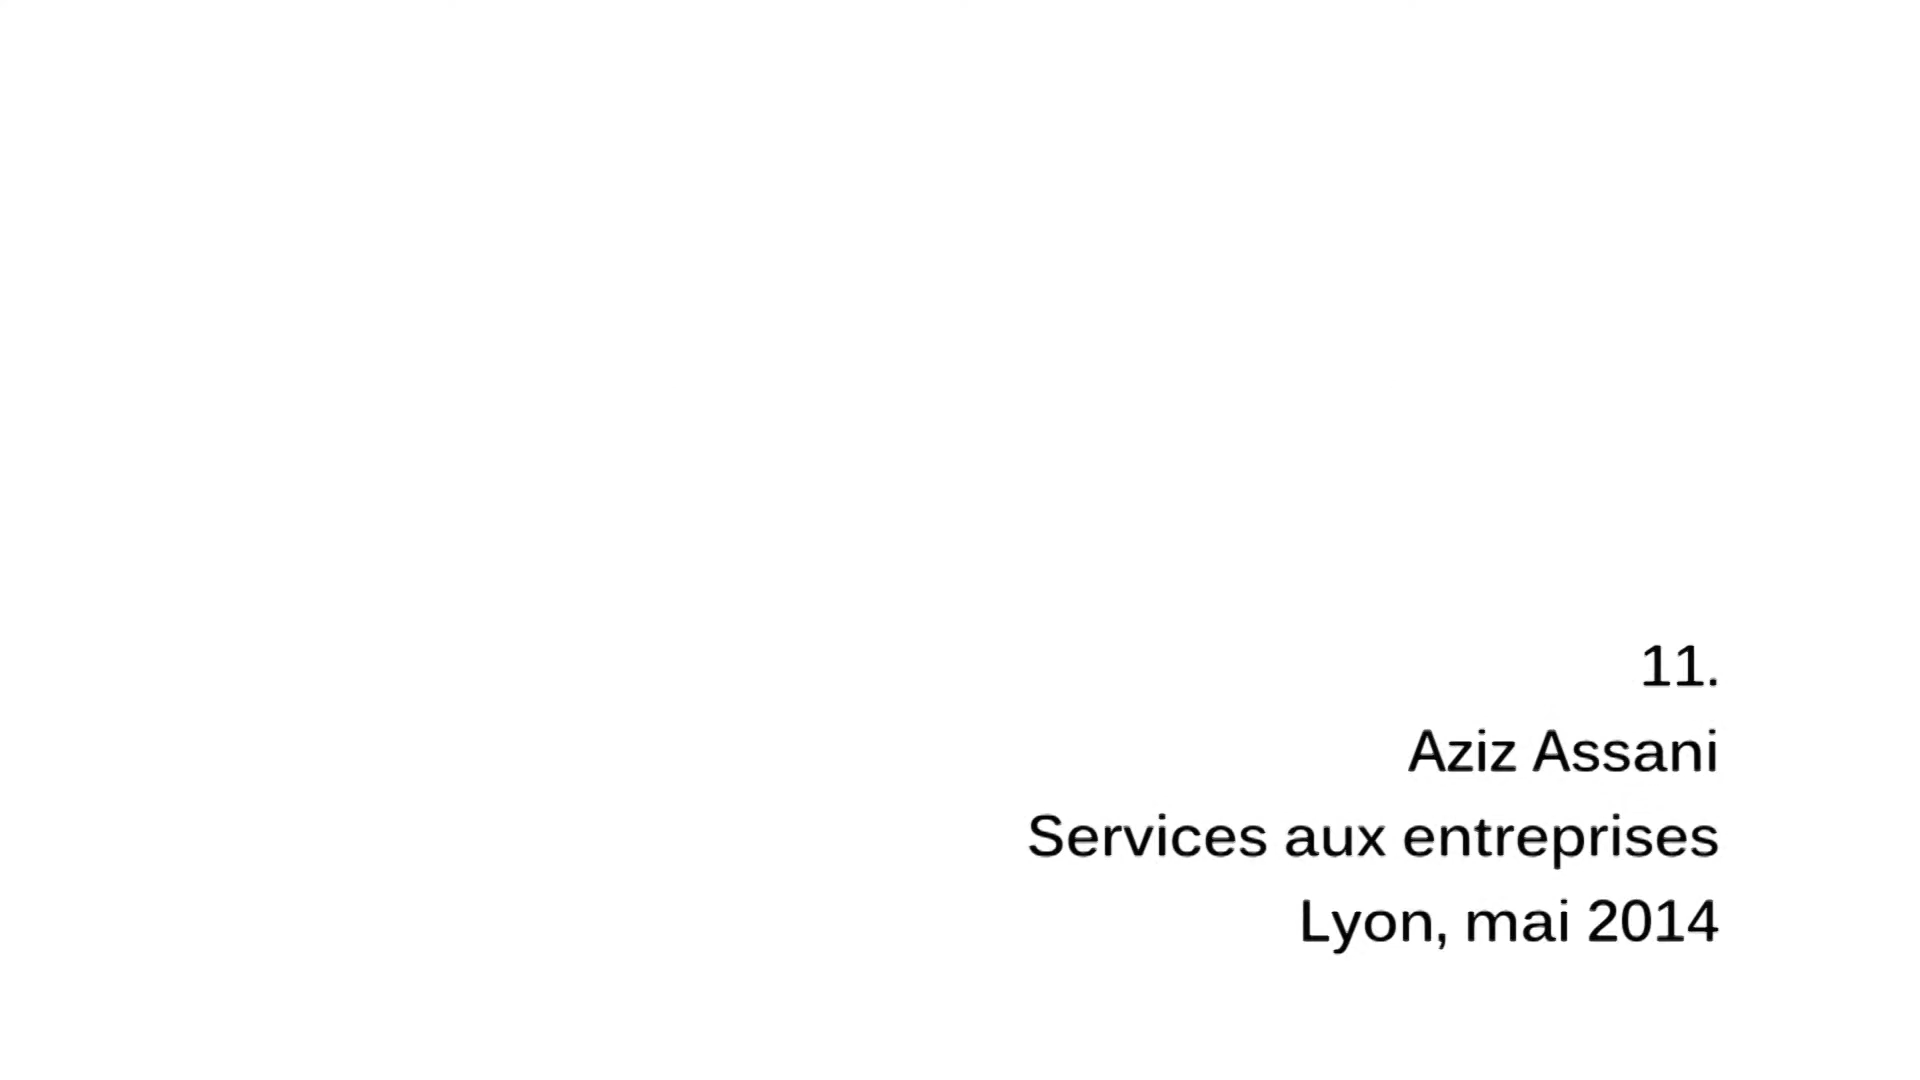 11.
Aziz Assani
Services aux entreprises
Lyon, mai 2014